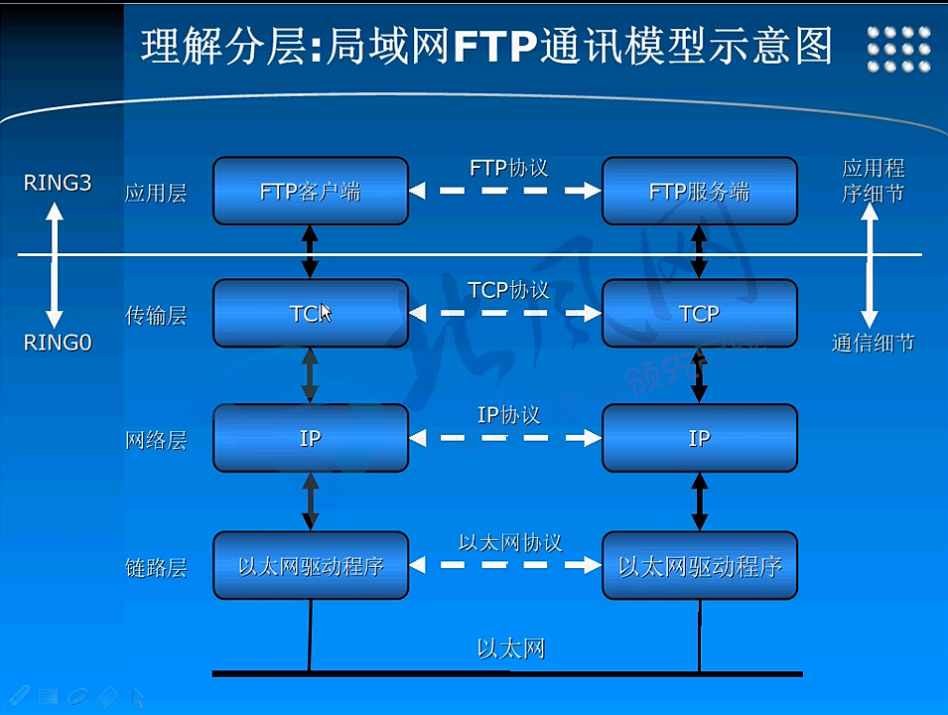 理解分层:局域网FTP通讯模型示意图
RING3
应用层
FTP客户端
FTP协议
FTP服务端
应用程
序细节
传输层
TCP
TCP协议
TCP
RING0
通信细节
网络层
IP
IP协议
IP
链路层
以太网驱动程序
以太网协议
以太网驱动程序
以太网
北风网